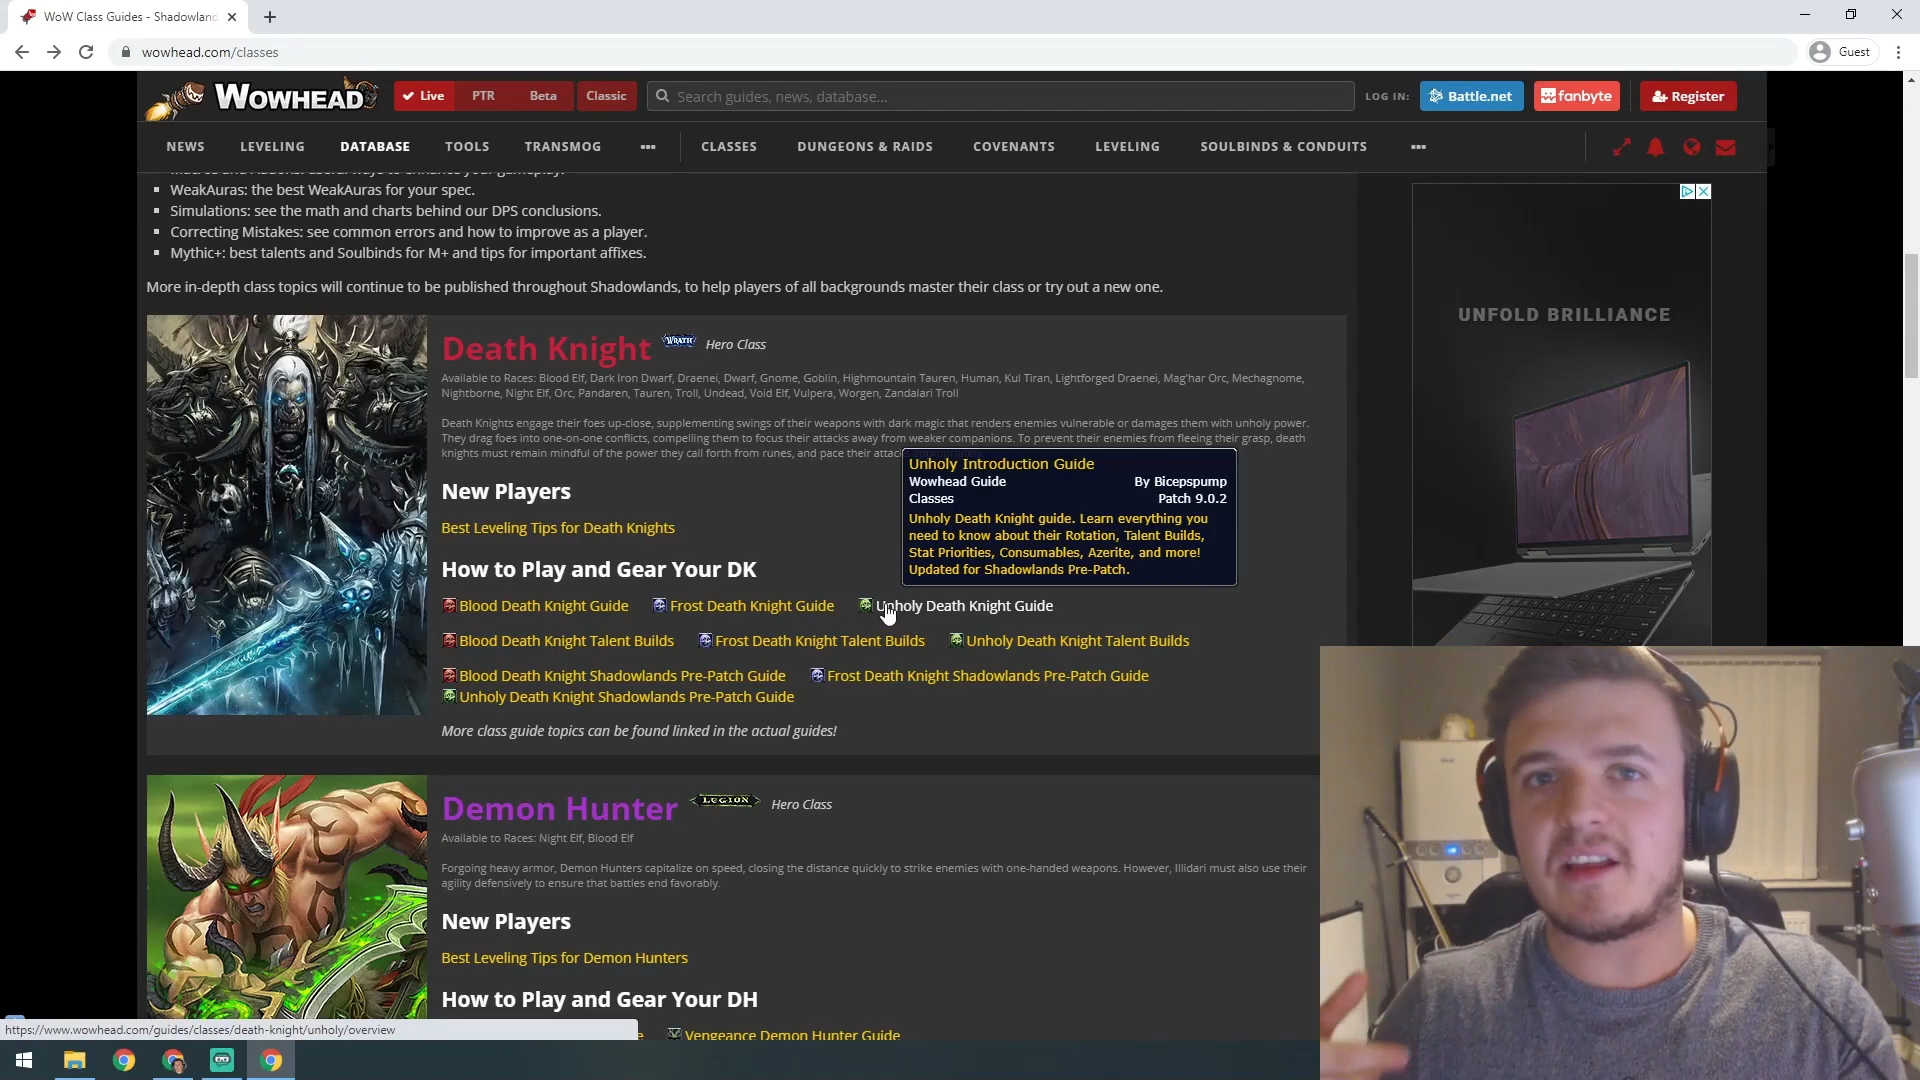 WoW Class Guides - Shadowland
wowhead.com/classes
Guest
WOWHEAD
Live PTR Beta Classic
Search guides, news, database...
LOG IN: Battle.net fanbyte Register
NEWS LEVELING DATABASE TOOLS TRANSMOG ••• CLASSES DUNGEONS & RAIDS COVENANTS LEVELING SOULBINDS & CONDUITS •••
WeakAuras: the best WeakAuras for your spec.
Simulations: see the math and charts behind our DPS conclusions.
Correcting Mistakes: see common errors and how to improve as a player.
Mythic+: best talents and Soulbinds for M+ and tips for important affixes.
More in-depth class topics will continue to be published throughout Shadowlands, to help players of all backgrounds master their class or try out a new one.
UNFOLD BRILLIANCE
Death Knight WRATH Hero Class
Available to Races: Blood Elf, Dark Iron Dwarf, Draenei, Dwarf, Gnome, Goblin, Highmountain Tauren, Human, Kul Tiran, Lightforged Draenei, Mag'har Orc, Mechagnome,
Nightborne, Night Elf, Orc, Pandaren, Tauren, Troll, Undead, Void Elf, Vulpera, Worgen, Zandalari Troll
Death Knights engage their foes up-close, supplementing swings of their weapons with dark magic that renders enemies vulnerable or damages them with unholy power.
They drag foes into one-on-one conflicts, compelling them to focus their attacks away from weaker companions. To prevent their enemies from fleeing their grasp, death
knights must remain mindful of the power they call forth from runes, and pace their attac
Unholy Introduction Guide
Wowhead Guide By Bicepspump
Classes Patch 9.0.2
Unholy Death Knight guide. Learn everything you
need to know about their Rotation, Talent Builds,
Stat Priorities, Consumables, Azerite, and more!
Updated for Shadowlands Pre-Patch.
New Players
Best Leveling Tips for Death Knights
How to Play and Gear Your DK
Blood Death Knight Guide Frost Death Knight Guide Unholy Death Knight Guide
Blood Death Knight Talent Builds Frost Death Knight Talent Builds Unholy Death Knight Talent Builds
Blood Death Knight Shadowlands Pre-Patch Guide Frost Death Knight Shadowlands Pre-Patch Guide
Unholy Death Knight Shadowlands Pre-Patch Guide
More class guide topics can be found linked in the actual guides!
Demon Hunter LEGION Hero Class
Available to Races: Night Elf, Blood Elf
Forgoing heavy armor, Demon Hunters capitalize on speed, closing the distance quickly to strike enemies with one-handed weapons. However, Illidari must also use their
agility defensively to ensure that battles end favorably.
New Players
Best Leveling Tips for Demon Hunters
How to Play and Gear Your DH
e Vengeance Demon Hunter Guide
https://www.wowhead.com/guides/classes/death-knight/unholy/overview